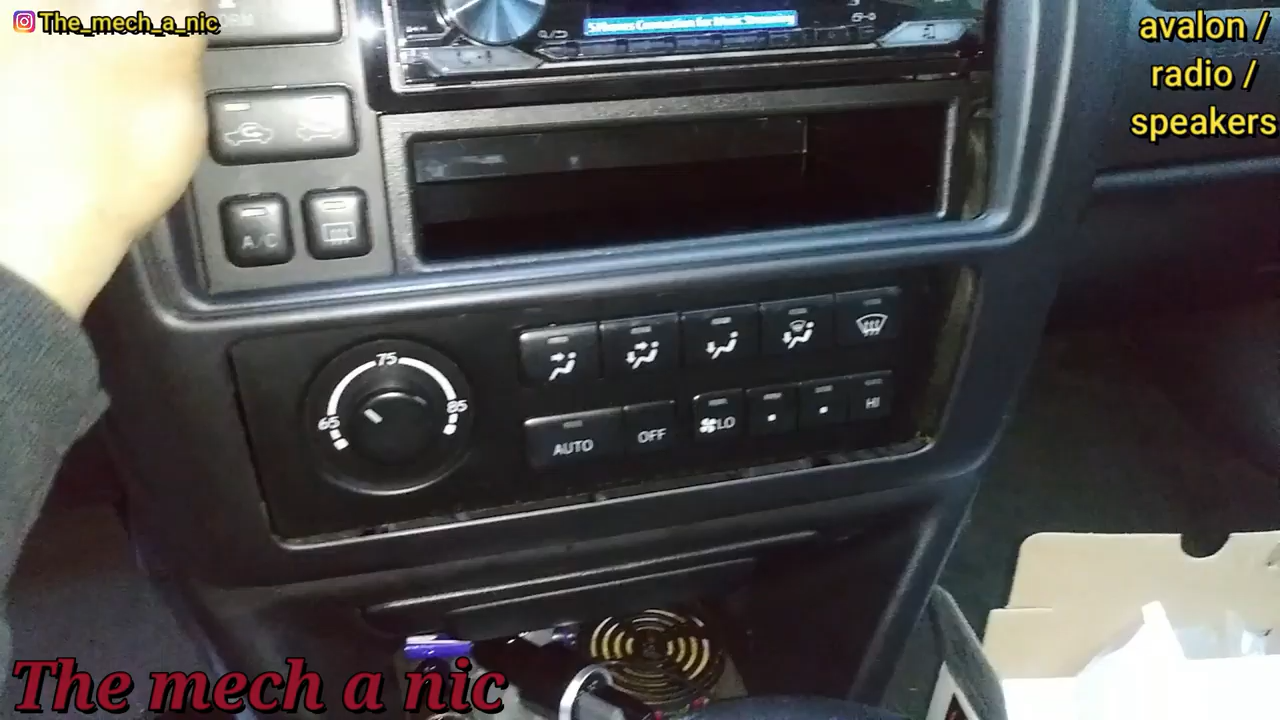 The_mech_a_nic
avalon /
radio /
speakers
A/C
75
65
85
AUTO
OFF
LO
HI
The mech a nic